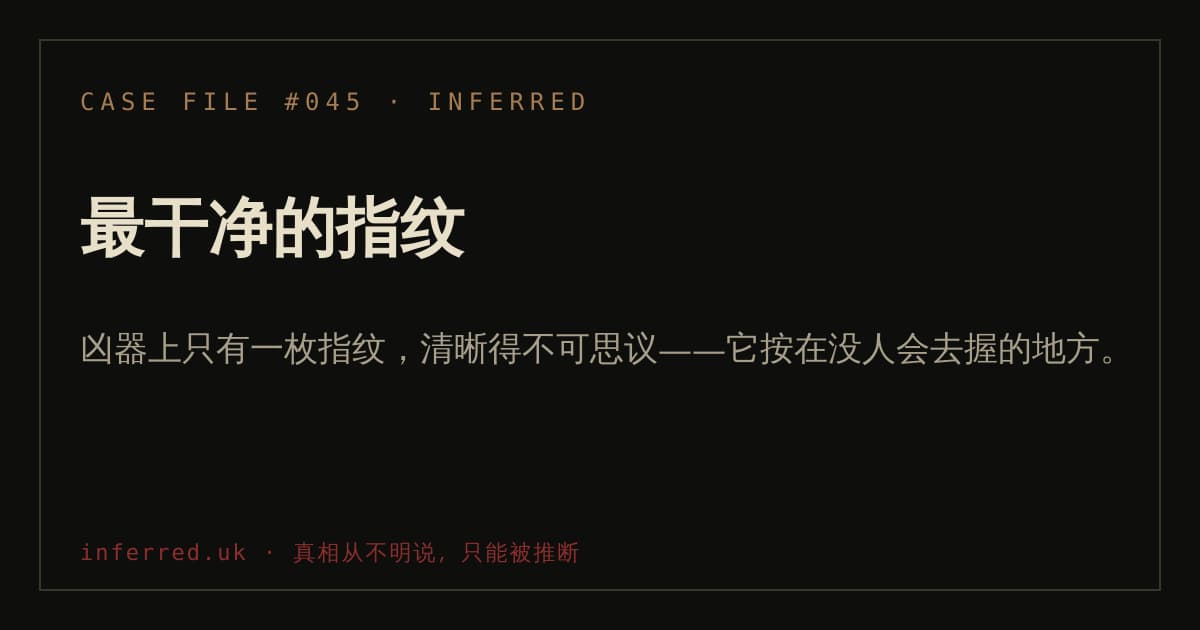 CASE FILE #045 · INFERRED
最干净的指纹
凶器上只有一枚指纹，清晰得不可思议——它按在没人会去握的地方。
inferred.uk · 真相从不明说，只能被推断